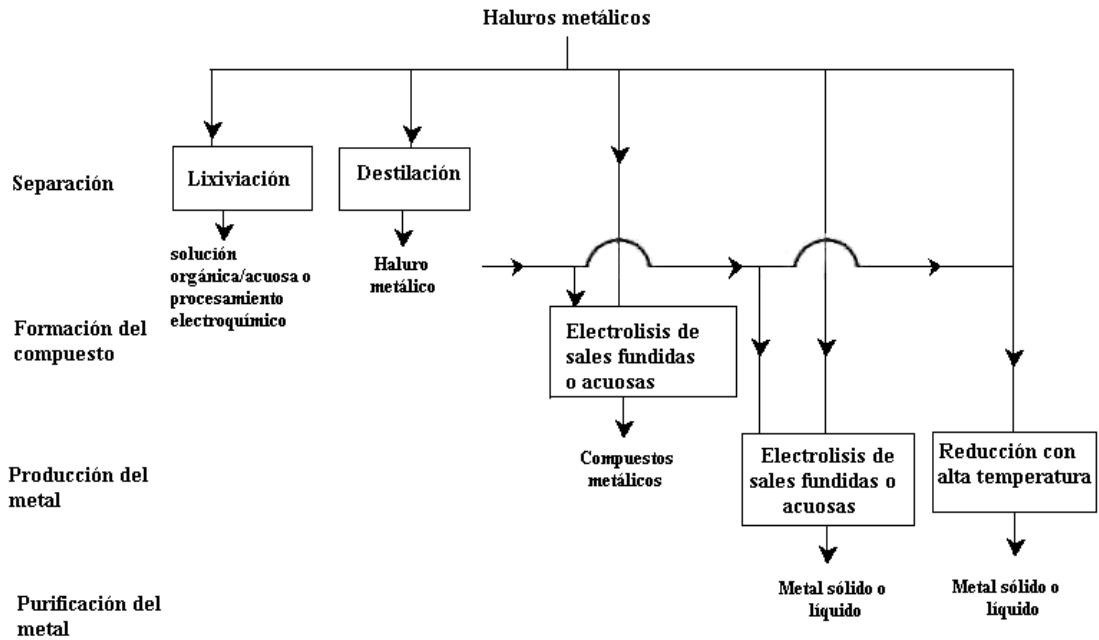 Haluros metálicos
Separación
Lixiviación
Destilación
solución
orgánica/acuosa o
procesamiento
electroquímico
Haluro
metálico
Formación del
compuesto
Electrolisis de
sales fundidas
o acuosas
Compuestos
metálicos
Producción del
metal
Electrolisis de
sales fundidas o
acuosas
Reducción con
alta temperatura
Metal sólido o
líquido
Metal sólido o
líquido
Purificación del
metal